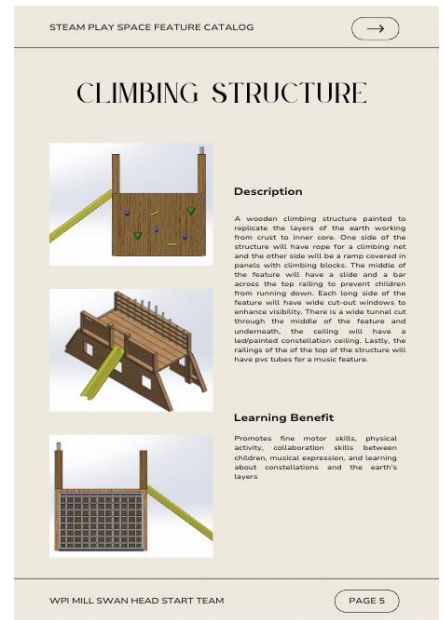 STEAM PLAY SPACE FEATURE CATALOG
CLIMBING STRUCTURE
Description
A wooden climbing structure painted to
replicate the layers of the earth working
from crust to inner core. One side of the
structure will have rope for a climbing net
and the other side will be a ramp covered in
panels with climbing blocks. The middle of
the feature will have a slide and a bar
across the top railing to prevent children
from running down. Each long side of the
feature will have wide cut-out windows to
enhance visibility. There is a wide tunnel cut
through the middle of the feature and
underneath, the ceiling will have a
led/painted constellation ceiling. Lastly, the
railings of the of the top of the structure will
have pvc tubes for a music feature.
Learning Benefit
Promotes fine motor skills, physical
activity, collaboration skills between
children, musical expression, and learning
about constellations and the earth's
layers
WPI MILL SWAN HEAD START TEAM
PAGE 5